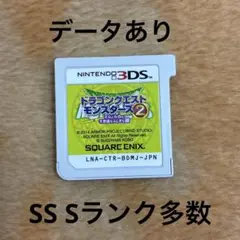 データあり
NINTENDO 3DS
ドラゴンクエスト
モンスターズ2
SQUARE ENIX
LNA-CTR-BDMJ-JPN
SS Sランク多数